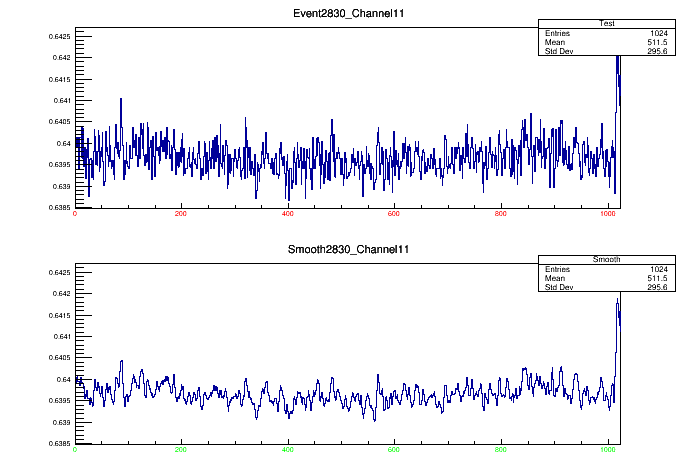 Event2830_Channel11
Test
Entries 1024
Mean 511.5
Std Dev 295.6
0.6425
0.642
0.6415
0.641
0.6405
0.64
0.6395
0.639
0.6385
0 200 400 600 800 1000
Smooth2830_Channel11
Smooth
Entries 1024
Mean 511.5
Std Dev 295.6
0.6425
0.642
0.6415
0.641
0.6405
0.64
0.6395
0.639
0.6385
0 200 400 600 800 1000